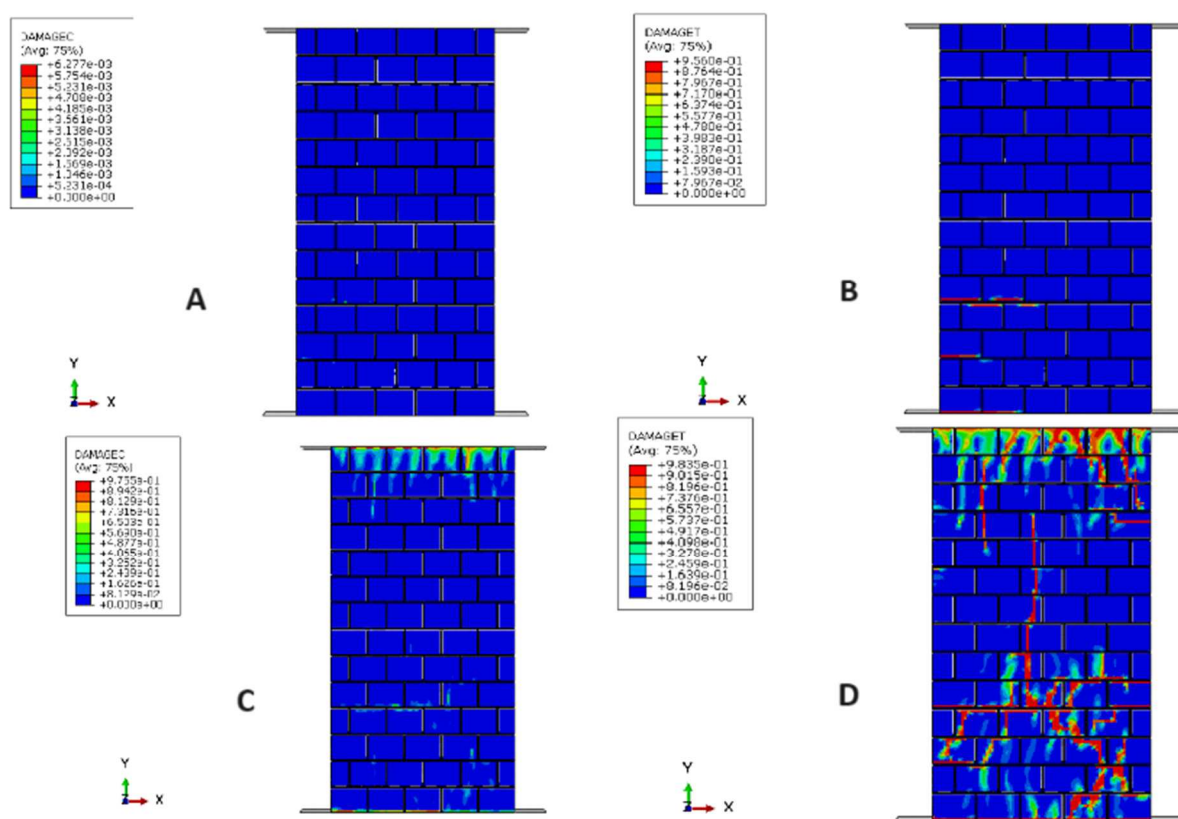 DAMAGEC
(Avg: 75%)
+6.277e-03
+5.754e-03
+5.231e-03
+4.708e-03
+4.185e-03
+3.661e-03
+3.138e-03
+2.615e-03
+2.092e-03
+1.569e-03
+1.046e-03
+5.231e-04
+0.000e+00
A
Y
Z
X
DAMAGET
(Avg: 75%)
+9.560e-01
+8.764e-01
+7.967e-01
+7.170e-01
+6.374e-01
+5.577e-01
+4.780e-01
+3.983e-01
+3.187e-01
+2.390e-01
+1.593e-01
+7.967e-02
+0.000e+00
B
Y
Z
X
DAMAGEC
(Avg: 75%)
+9.755e-01
+8.942e-01
+8.129e-01
+7.316e-01
+6.503e-01
+5.690e-01
+4.877e-01
+4.065e-01
+3.252e-01
+2.439e-01
+1.626e-01
+8.129e-02
+0.000e+00
C
Y
Z
X
DAMAGET
(Avg: 75%)
+9.835e-01
+9.015e-01
+8.196e-01
+7.376e-01
+6.557e-01
+5.737e-01
+4.917e-01
+4.098e-01
+3.278e-01
+2.459e-01
+1.639e-01
+8.196e-02
+0.000e+00
D
Y
Z
X